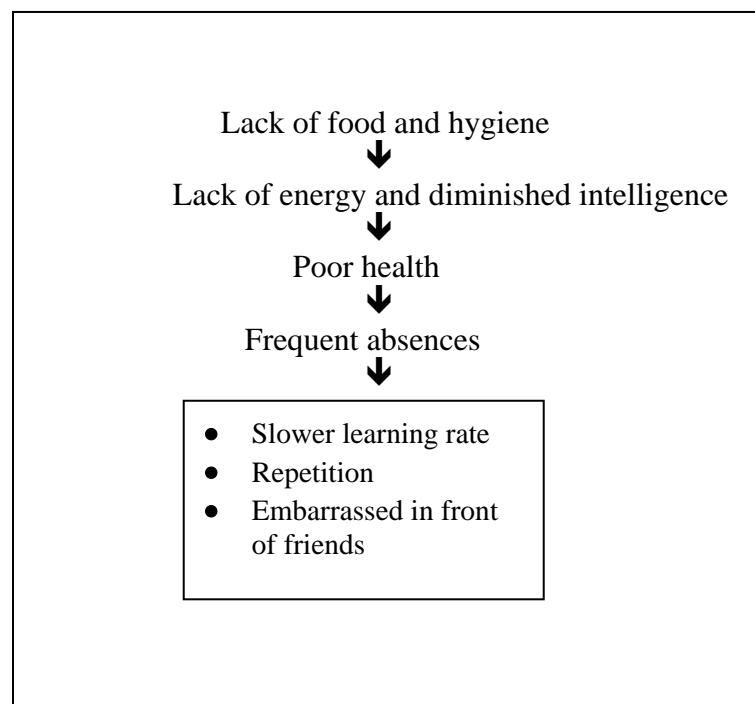 Lack of food and hygiene
Lack of energy and diminished intelligence
Poor health
Frequent absences
● Slower learning rate
● Repetition
● Embarrassed in front
of friends